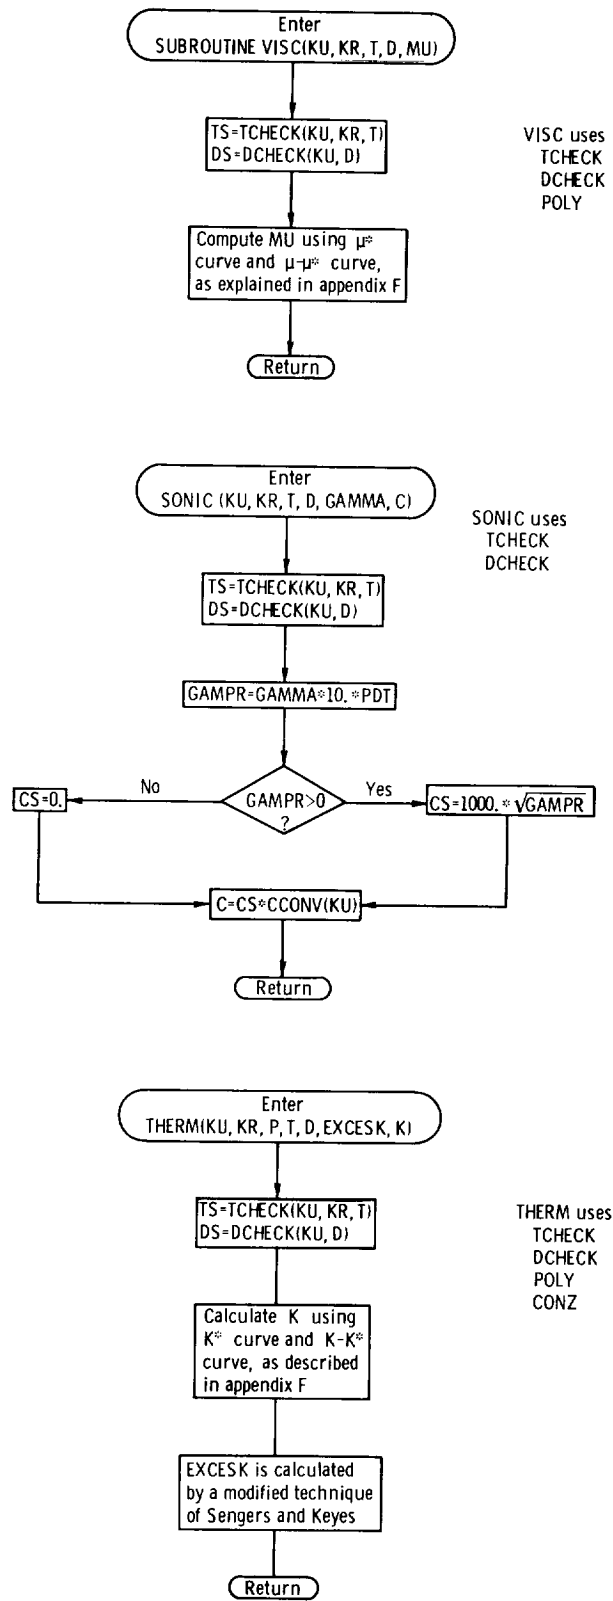 Enter
SUBROUTINE VISC(KU, KR, T, D, MU)
TS=TCHECK(KU, KR, T)
DS=DCHECK(KU, D)
VISC uses
TCHECK
DCHECK
POLY
Compute MU using μ*
curve and μ-μ* curve,
as explained in appendix F
Return
Enter
SONIC (KU, KR, T, D, GAMMA, C)
SONIC uses
TCHECK
DCHECK
TS=TCHECK(KU, KR, T)
DS=DCHECK(KU, D)
GAMPR=GAMMA*10.*PDT
No
Yes
CS=0.
GAMPR>0
?
CS=1000.*√GAMPR
C=CS*CCONV(KU)
Return
Enter
THERM(KU, KR, P, T, D, EXCESK, K)
TS=TCHECK(KU, KR, T)
DS=DCHECK(KU, D)
THERM uses
TCHECK
DCHECK
POLY
CONZ
Calculate K using
K* curve and K-K*
curve, as described
in appendix F
EXCESK is calculated
by a modified technique
of Sengers and Keyes
Return